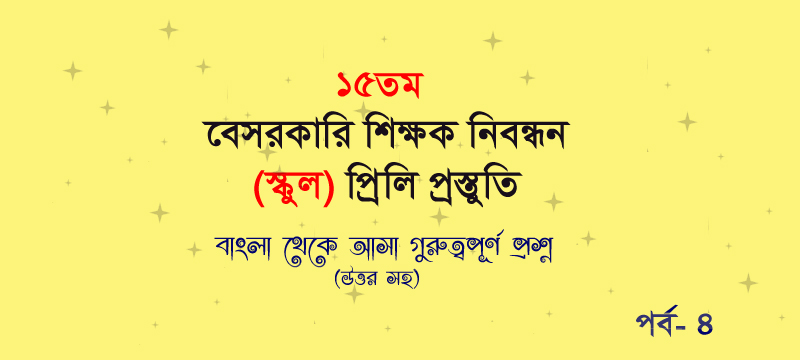 ১৫তম
বেসরকারি শিক্ষক নিবন্ধন
(স্কুল) প্রিলি প্রস্তুতি
বাংলা থেকে আসা গুরুত্বপূর্ণ প্রশ্ন
(উত্তর সহ)
পর্ব- ৪